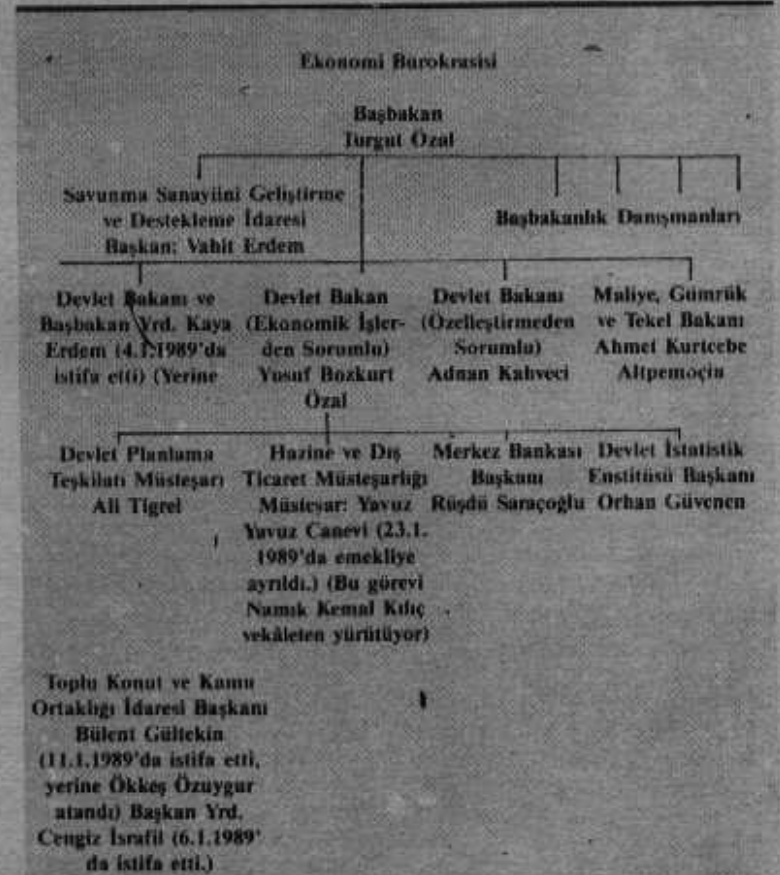 Ekonomi Bürokrasisi
Başbakan
Turgut Özal
Savunma Sanayiini Geliştirme
ve Destekleme İdaresi
Başkan: Vahit Erdem
Başbakanlık Danışmanları
Devlet Bakanı ve
Başbakan Yrd. Kaya
Erdem (4.1.1989'da
istifa etti) (Yerine
Devlet Bakan
(Ekonomik İşler-
den Sorumlu)
Yusuf Bozkurt
Özal
Devlet Bakanı
(Özelleştirmeden
Sorumlu)
Adnan Kahveci
Maliye, Gümrük
ve Tekel Bakanı
Ahmet Kurtcebe
Altpemoçin
Devlet Planlama
Teşkilatı Müsteşarı
Ali Tigrel
Hazine ve Dış
Ticaret Müsteşarlığı
Müsteşar: Yavuz
Yavuz Canevi (23.1.
1989'da emekliye
ayrıldı.) (Bu görevi
Namık Kemal Kılıç
vekâleten yürütüyor)
Merkez Bankası
Başkanı
Rüşdü Saraçoğlu
Devlet İstatistik
Enstitüsü Başkanı
Orhan Güvenen
Toplu Konut ve Kamu
Ortaklığı İdaresi Başkanı
Bülent Gültekin
(11.1.1989'da istifa etti,
yerine Ökkeş Özuygur
atandı) Başkan Yrd.
Cengiz İsrafil (6.1.1989'
da istifa etti.)